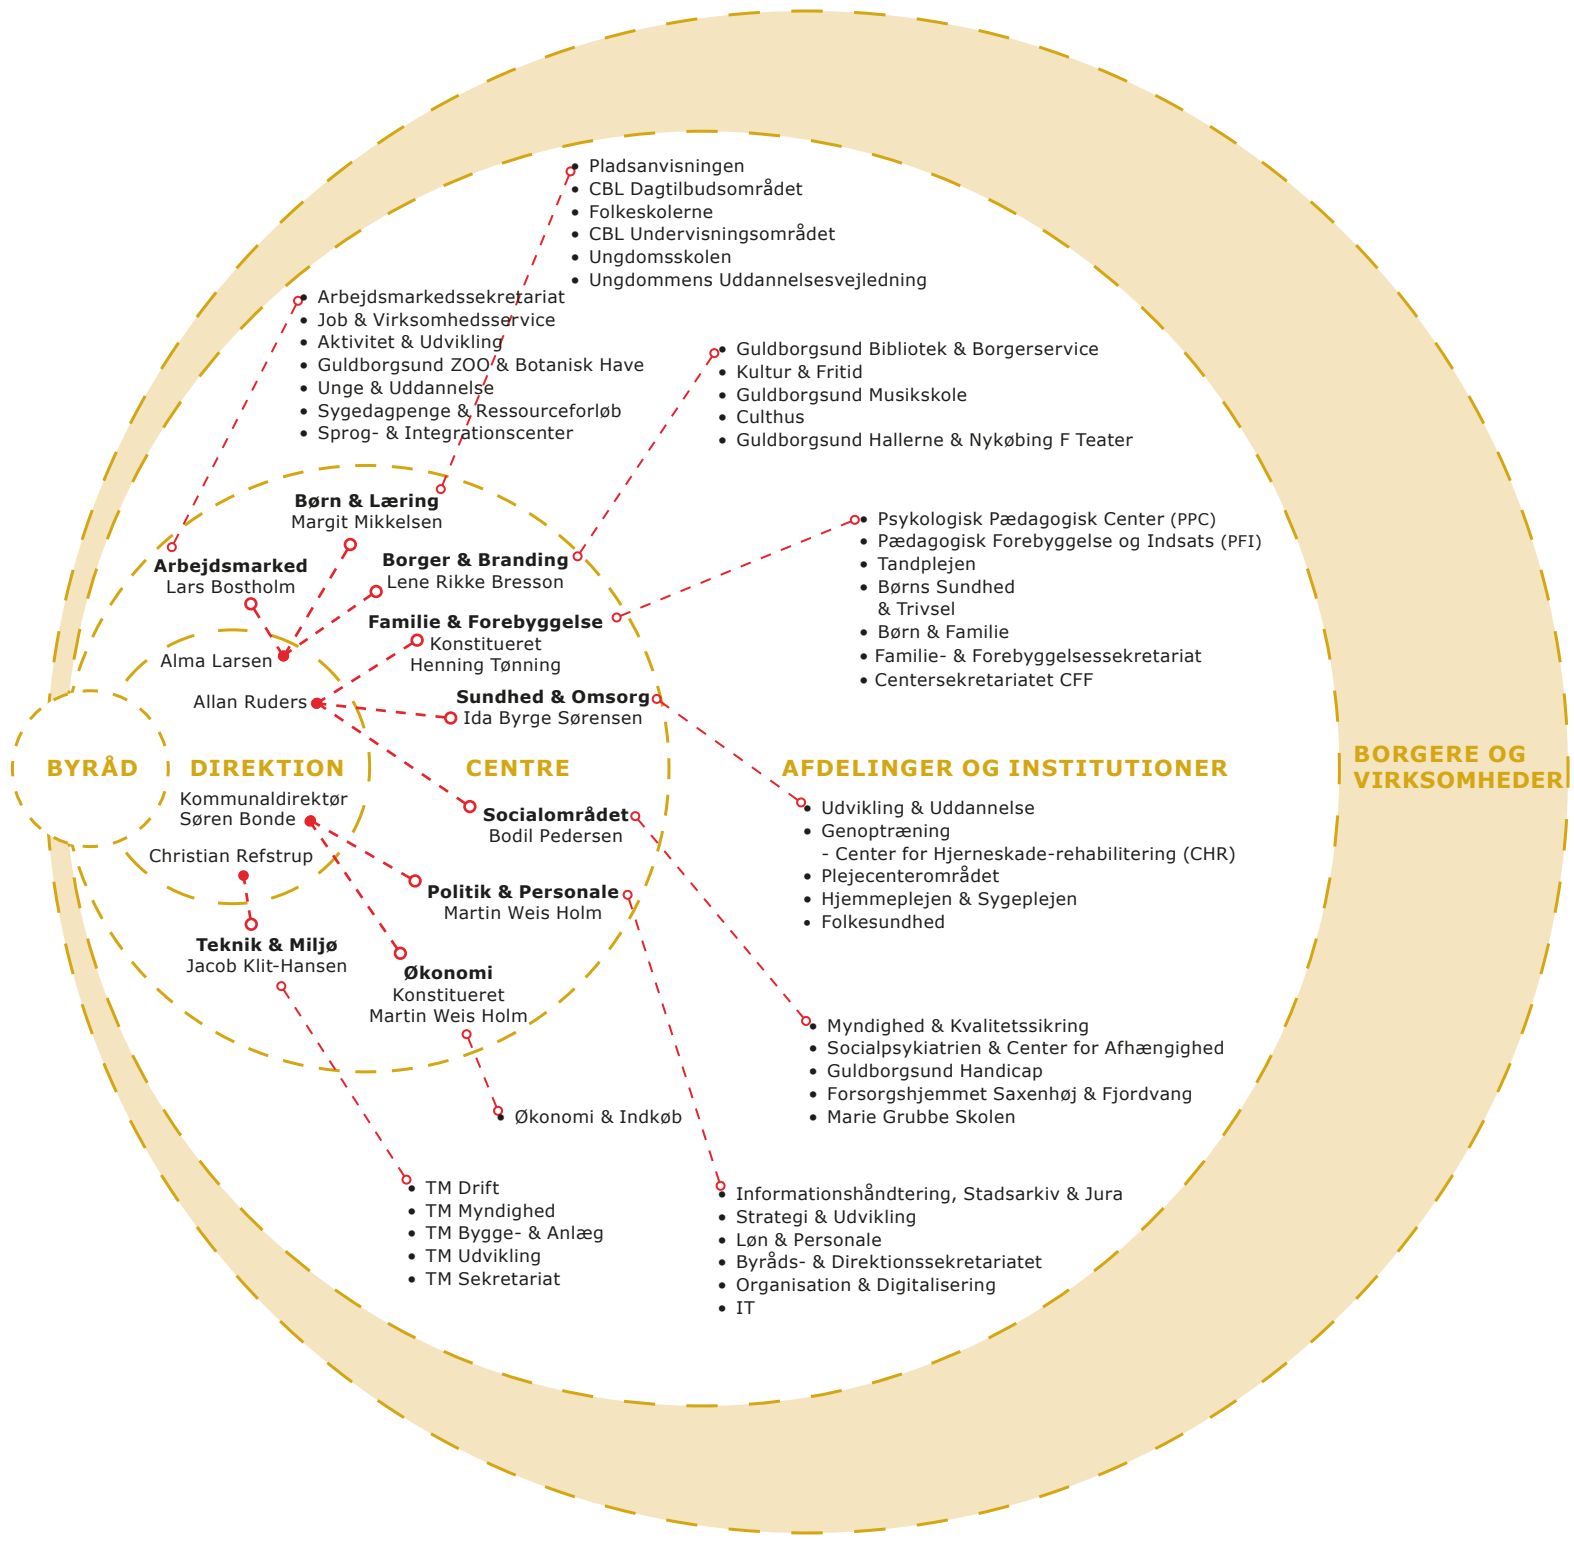 Pladsanvisningen
CBL Dagtilbudsområdet
Folkeskolerne
CBL Undervisningsområdet
Ungdomsskolen
Ungdommens Uddannelsesvejledning
Arbejdsmarkedssekretariat
Job & Virksomhedsservice
Aktivitet & Udvikling
Guldborgsund ZOO & Botanisk Have
Unge & Uddannelse
Sygedagpenge & Ressourceforløb
Sprog- & Integrationscenter
Guldborgsund Bibliotek & Borgerservice
Kultur & Fritid
Guldborgsund Musikskole
Culthus
Guldborgsund Hallerne & Nykøbing F Teater
Børn & Læring
Margit Mikkelsen
Arbejdsmarked
Lars Bostholm
Borger & Branding
Lene Rikke Bresson
Familie & Forebyggelse
Konstitueret
Henning Tønning
Psykologisk Pædagogisk Center (PPC)
Pædagogisk Forebyggelse og Indsats (PFI)
Tandplejen
Børns Sundhed
& Trivsel
Børn & Familie
Familie- & Forebyggelsessekretariat
Centersekretariatet CFF
Alma Larsen
Allan Ruders
Sundhed & Omsorg
Ida Byrge Sørensen
BYRÅD
DIREKTION
CENTRE
AFDELINGER OG INSTITUTIONER
BORGERE OG
VIRKSOMHEDER
Kommunaldirektør
Søren Bonde
Christian Refstrup
Socialområdet
Bodil Pedersen
Udvikling & Uddannelse
Genoptræning
- Center for Hjerneskade-rehabilitering (CHR)
Plejecenterområdet
Hjemmeplejen & Sygeplejen
Folkesundhed
Politik & Personale
Martin Weis Holm
Teknik & Miljø
Jacob Klit-Hansen
Økonomi
Konstitueret
Martin Weis Holm
Myndighed & Kvalitetssikring
Socialpsykiatrien & Center for Afhængighed
Guldborgsund Handicap
Forsorgshjemmet Saxenhøj & Fjordvang
Marie Grubbe Skolen
Økonomi & Indkøb
TM Drift
TM Myndighed
TM Bygge- & Anlæg
TM Udvikling
TM Sekretariat
Informationshåndtering, Stadsarkiv & Jura
Strategi & Udvikling
Løn & Personale
Byråds- & Direktionssekretariatet
Organisation & Digitalisering
IT